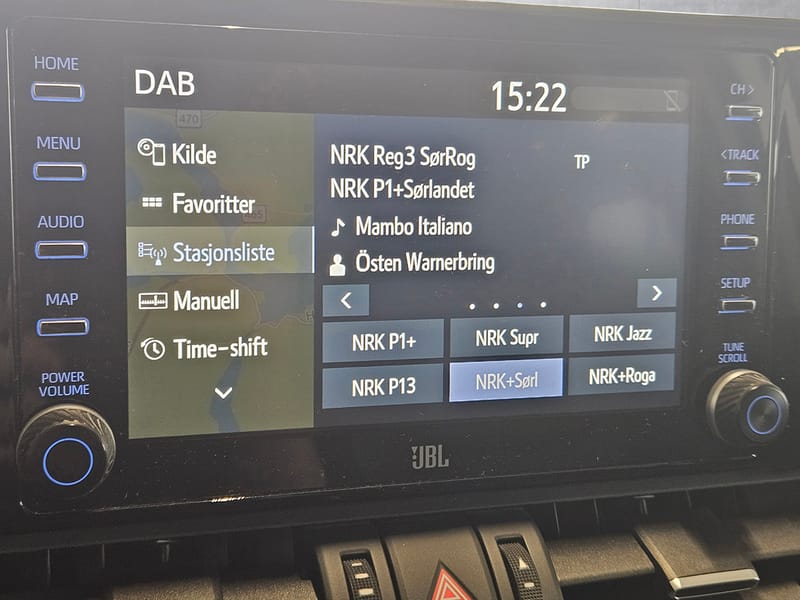 HOME
MENU
AUDIO
MAP
POWER
VOLUME
DAB
15:22
470
Kilde
Favoritter
Stasjonsliste
Manuell
Time-shift
NRK Reg3 SørRog
TP
NRK P1+Sørlandet
Mambo Italiano
Östen Warnerbring
< >
NRK P1+ NRK Supr NRK Jazz
NRK P13 NRK+Sørl NRK+Roga
CH >
< TRACK
PHONE
SETUP
TUNE
SCROLL
JBL